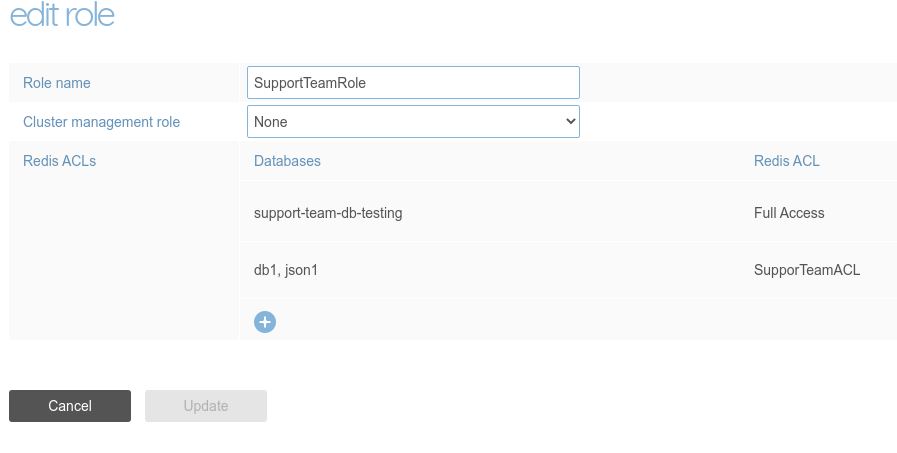 edit role
Role name SupportTeamRole
Cluster management role None
Redis ACLs Databases Redis ACL
support-team-db-testing Full Access
db1, json1 SupporTeamACL
Cancel Update